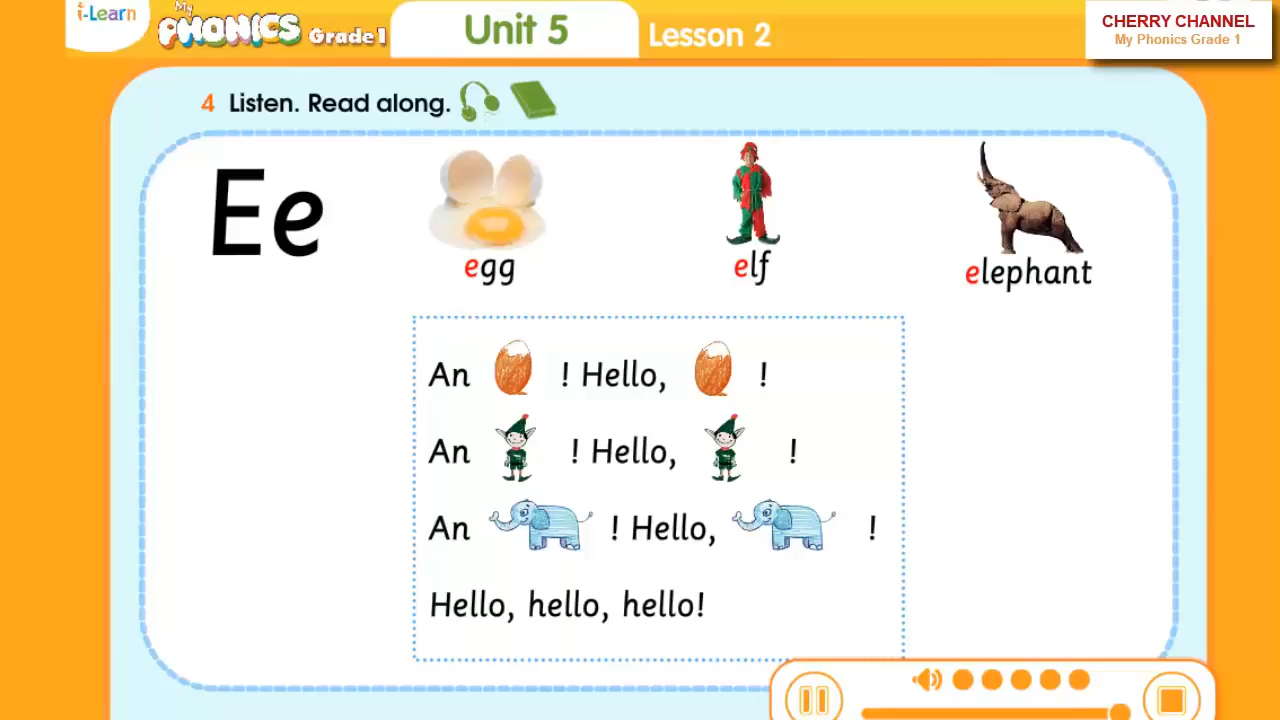 i-Learn
My
PHONICS Grade 1
Unit 5
Lesson 2
CHERRY CHANNEL
My Phonics Grade 1
4 Listen. Read along.
Ee
egg
elf
elephant
An ! Hello, !
An ! Hello, !
An ! Hello, !
Hello, hello, hello!